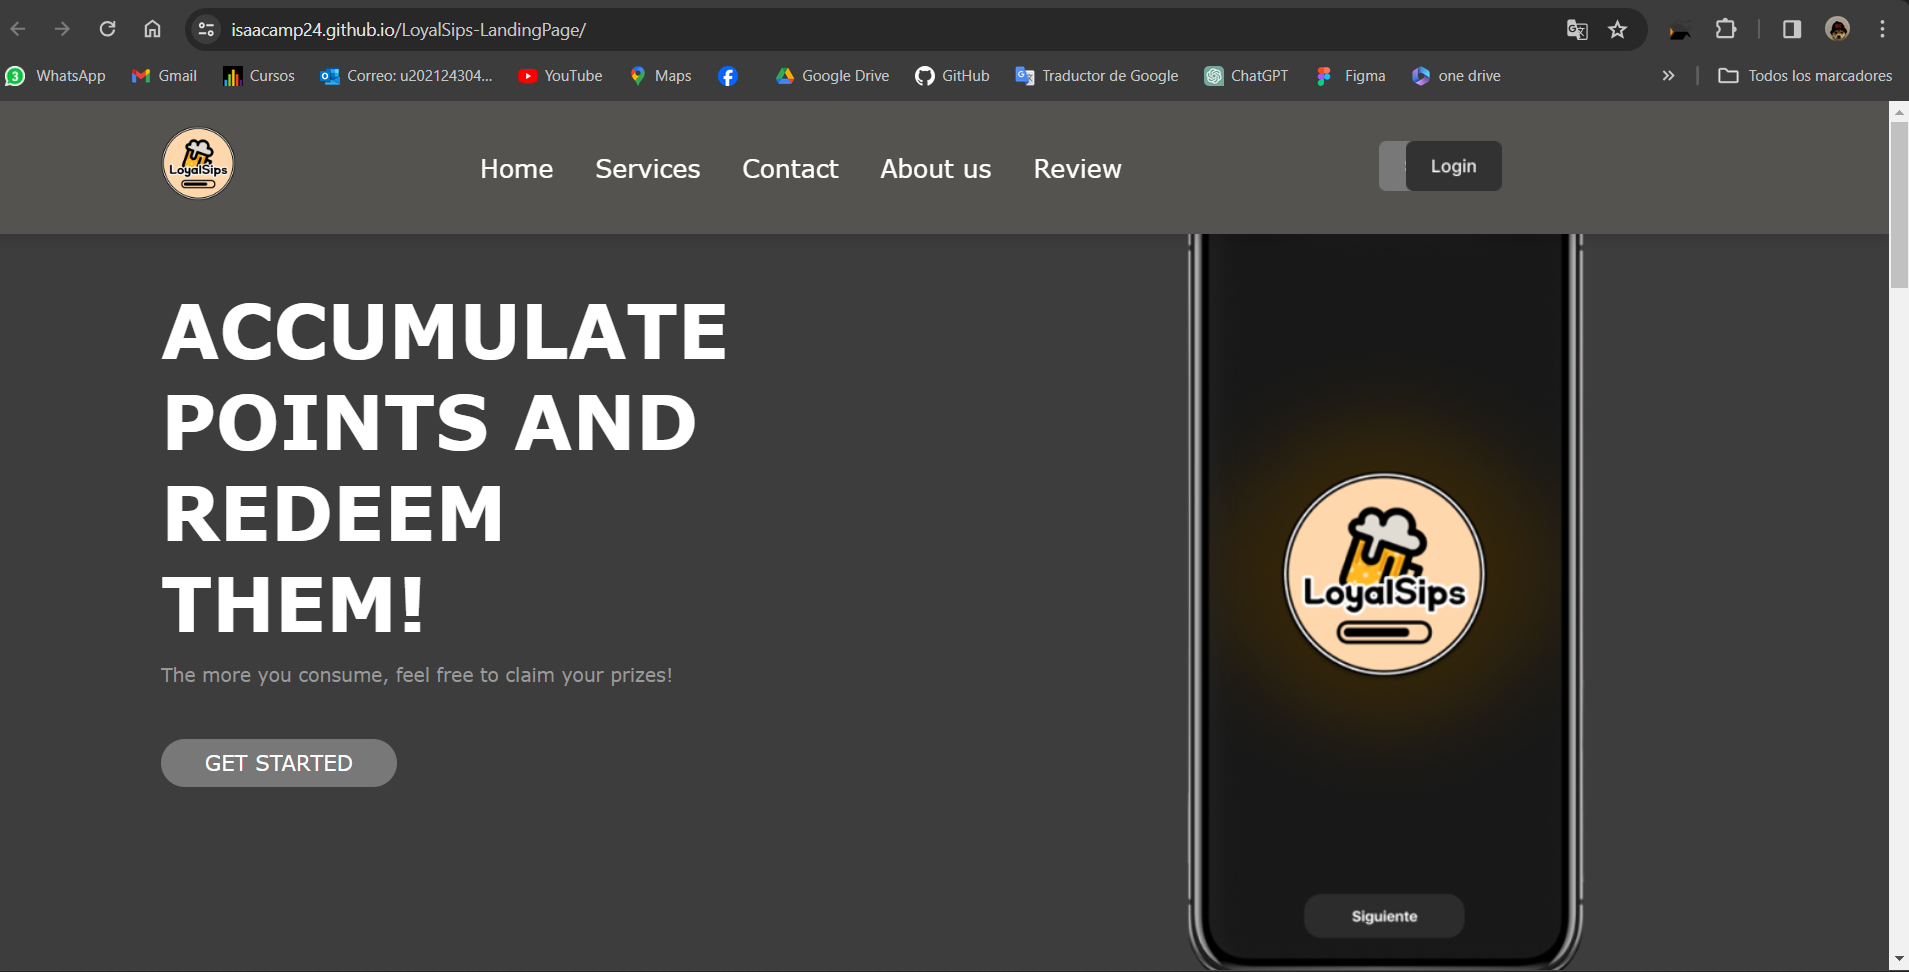 isaacamp24.github.io/LoyalSips-LandingPage/
3 WhatsApp Gmail Cursos Correo: u202124304... YouTube Maps Google Drive GitHub Traductor de Google ChatGPT Figma one drive » Todos los marcadores
LoyalSips
Home Services Contact About us Review Login
ACCUMULATE
POINTS AND
REDEEM
THEM!
The more you consume, feel free to claim your prizes!
GET STARTED
LoyalSips
Siguiente